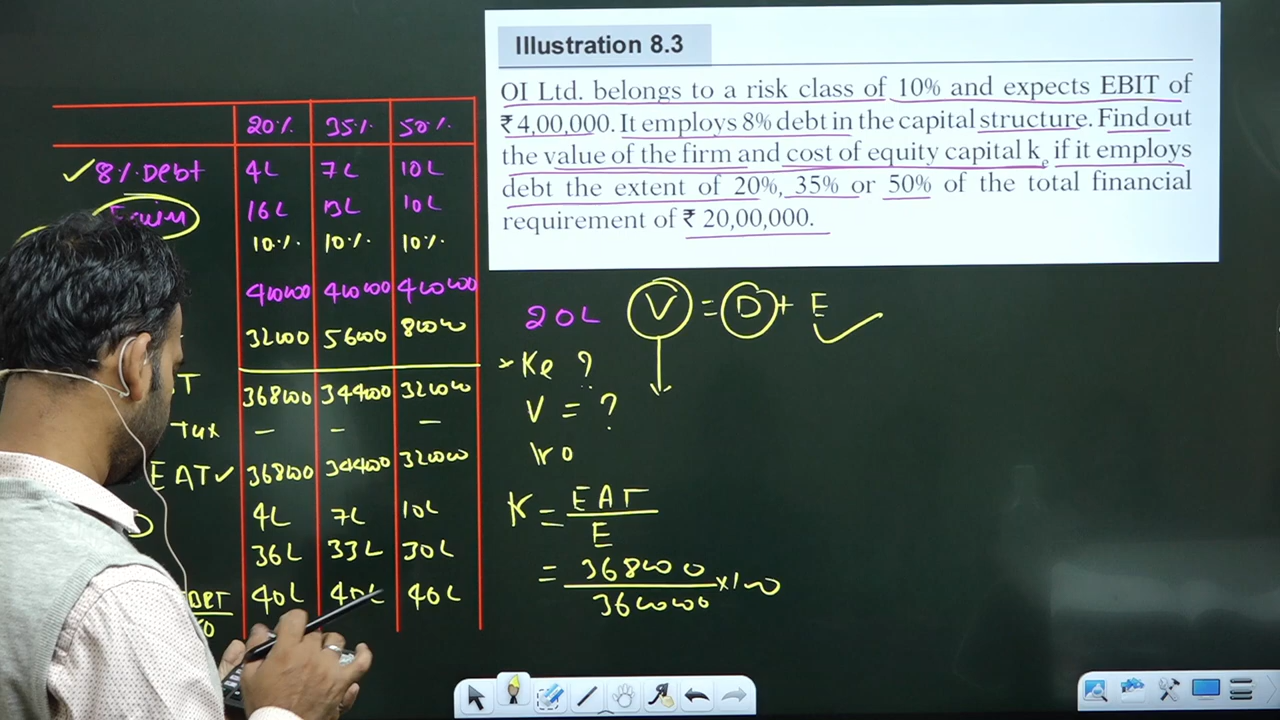 Illustration 8.3
OI Ltd. belongs to a risk class of 10% and expects EBIT of
₹ 4,00,000. It employs 8% debt in the capital structure. Find out
the value of the firm and cost of equity capital kₑ if it employs
debt the extent of 20%, 35% or 50% of the total financial
requirement of ₹ 20,00,000.
20% 35% 50%
8% Debt 4L 7L 10L
16L 13L 10L
10% 10% 10%
400000 400000 400000
32000 56000 80000
T 368000 344000 320000
Tax – – –
EAT 368000 344000 320000
4L 7L 10L
36L 33L 30L
40L 40L 40L
20L V = D + E
Ke ?
V = ?
K = EAT
E
= 368000
3600000 × 100